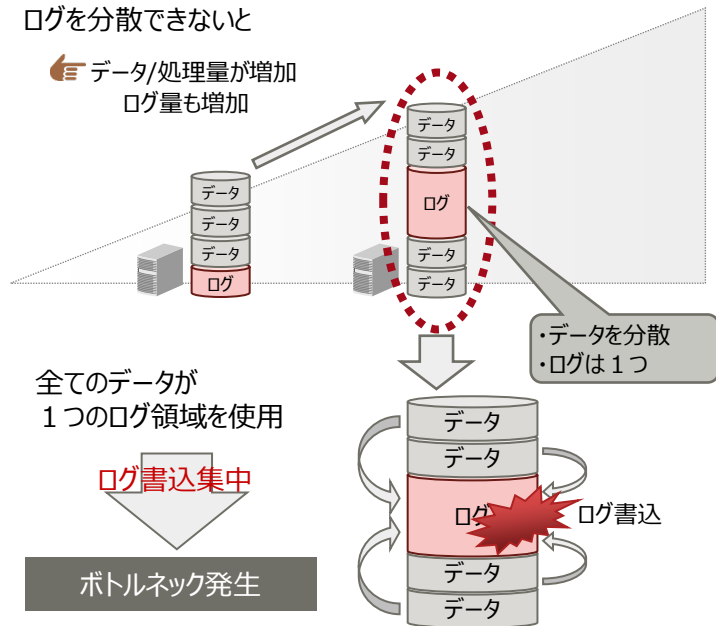 ログを分散できないと
データ/処理量が増加
ログ量も増加
データ
データ
データ
ログ
データ
データ
ログ
データ
データ
・データを分散
・ログは１つ
全てのデータが
１つのログ領域を使用
ログ書込集中
ボトルネック発生
データ
データ
ログ
ログ書込
データ
データ